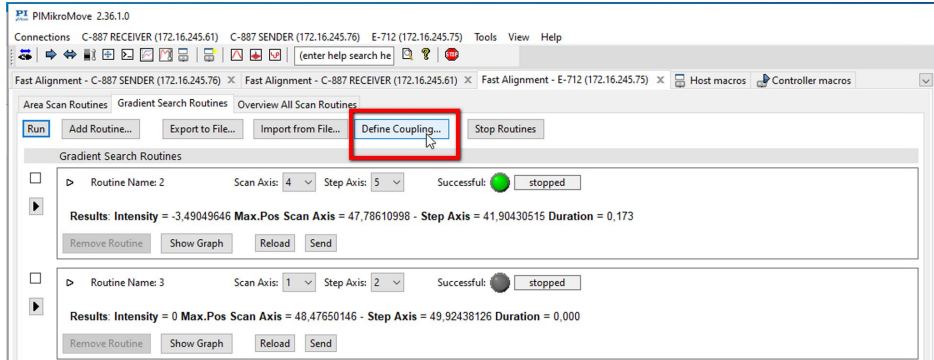 PI PIMikroMove 2.36.1.0
Connections C-887 RECEIVER (172.16.245.61) C-887 SENDER (172.16.245.76) E-712 (172.16.245.75) Tools View Help
(enter help search he
STOP
Fast Alignment - C-887 SENDER (172.16.245.76) Fast Alignment - C-887 RECEIVER (172.16.245.61) Fast Alignment - E-712 (172.16.245.75) Host macros Controller macros
Area Scan Routines Gradient Search Routines Overview All Scan Routines
Run Add Routine... Export to File... Import from File... Define Coupling... Stop Routines
Gradient Search Routines
Routine Name: 2 Scan Axis: 4 Step Axis: 5 Successful: stopped
Results: Intensity = -3,49049646 Max.Pos Scan Axis = 47,78610998 - Step Axis = 41,90430515 Duration = 0,173
Remove Routine Show Graph Reload Send
Routine Name: 3 Scan Axis: 1 Step Axis: 2 Successful: stopped
Results: Intensity = 0 Max.Pos Scan Axis = 48,47650146 - Step Axis = 49,92438126 Duration = 0,000
Remove Routine Show Graph Reload Send